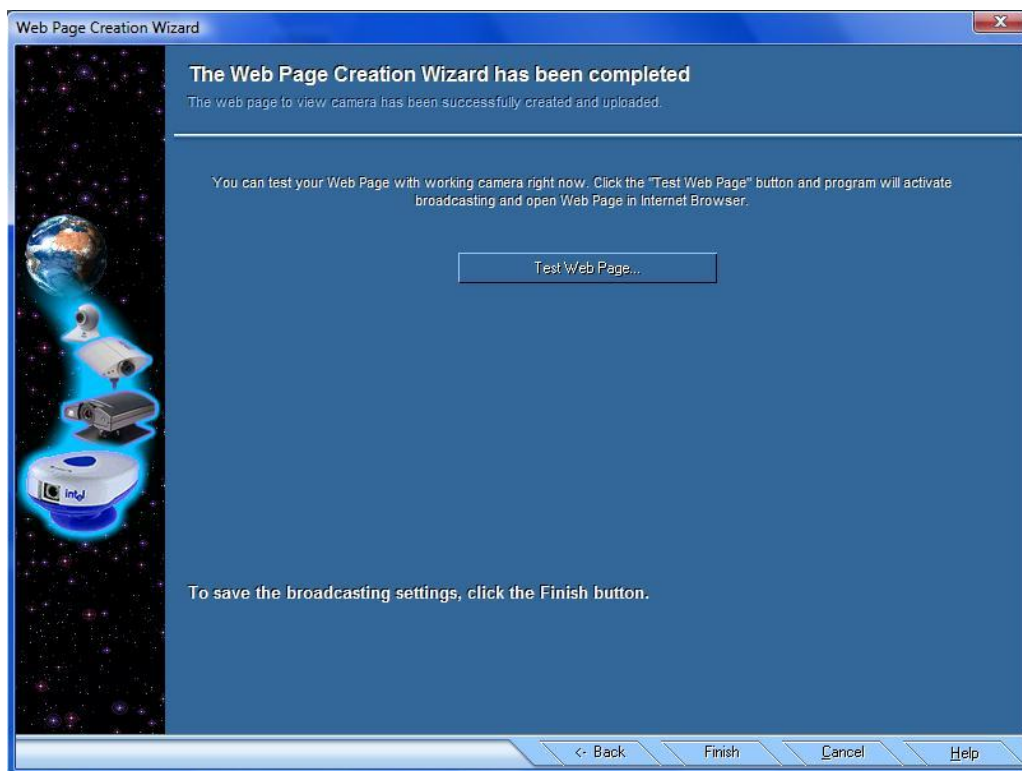 Web Page Creation Wizard
The Web Page Creation Wizard has been completed
The web page to view camera has been successfully created and uploaded.
You can test your Web Page with working camera right now. Click the "Test Web Page" button and program will activate
broadcasting and open Web Page in Internet Browser.
Test Web Page...
intel
To save the broadcasting settings, click the Finish button.
<- Back
Finish
Cancel
Help